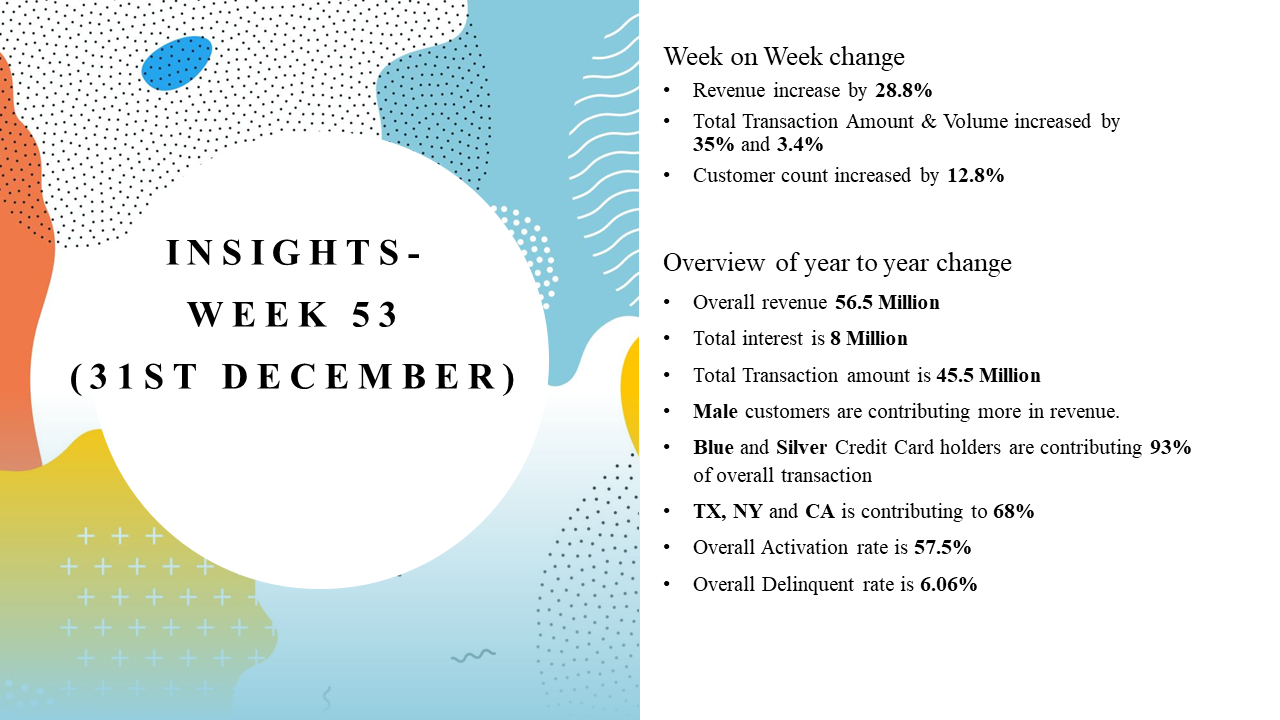 INSIGHTS-
WEEK 53
(31ST DECEMBER)
Week on Week change
• Revenue increase by 28.8%
• Total Transaction Amount & Volume increased by
35% and 3.4%
• Customer count increased by 12.8%
Overview of year to year change
• Overall revenue 56.5 Million
• Total interest is 8 Million
• Total Transaction amount is 45.5 Million
• Male customers are contributing more in revenue.
• Blue and Silver Credit Card holders are contributing 93%
of overall transaction
• TX, NY and CA is contributing to 68%
• Overall Activation rate is 57.5%
• Overall Delinquent rate is 6.06%